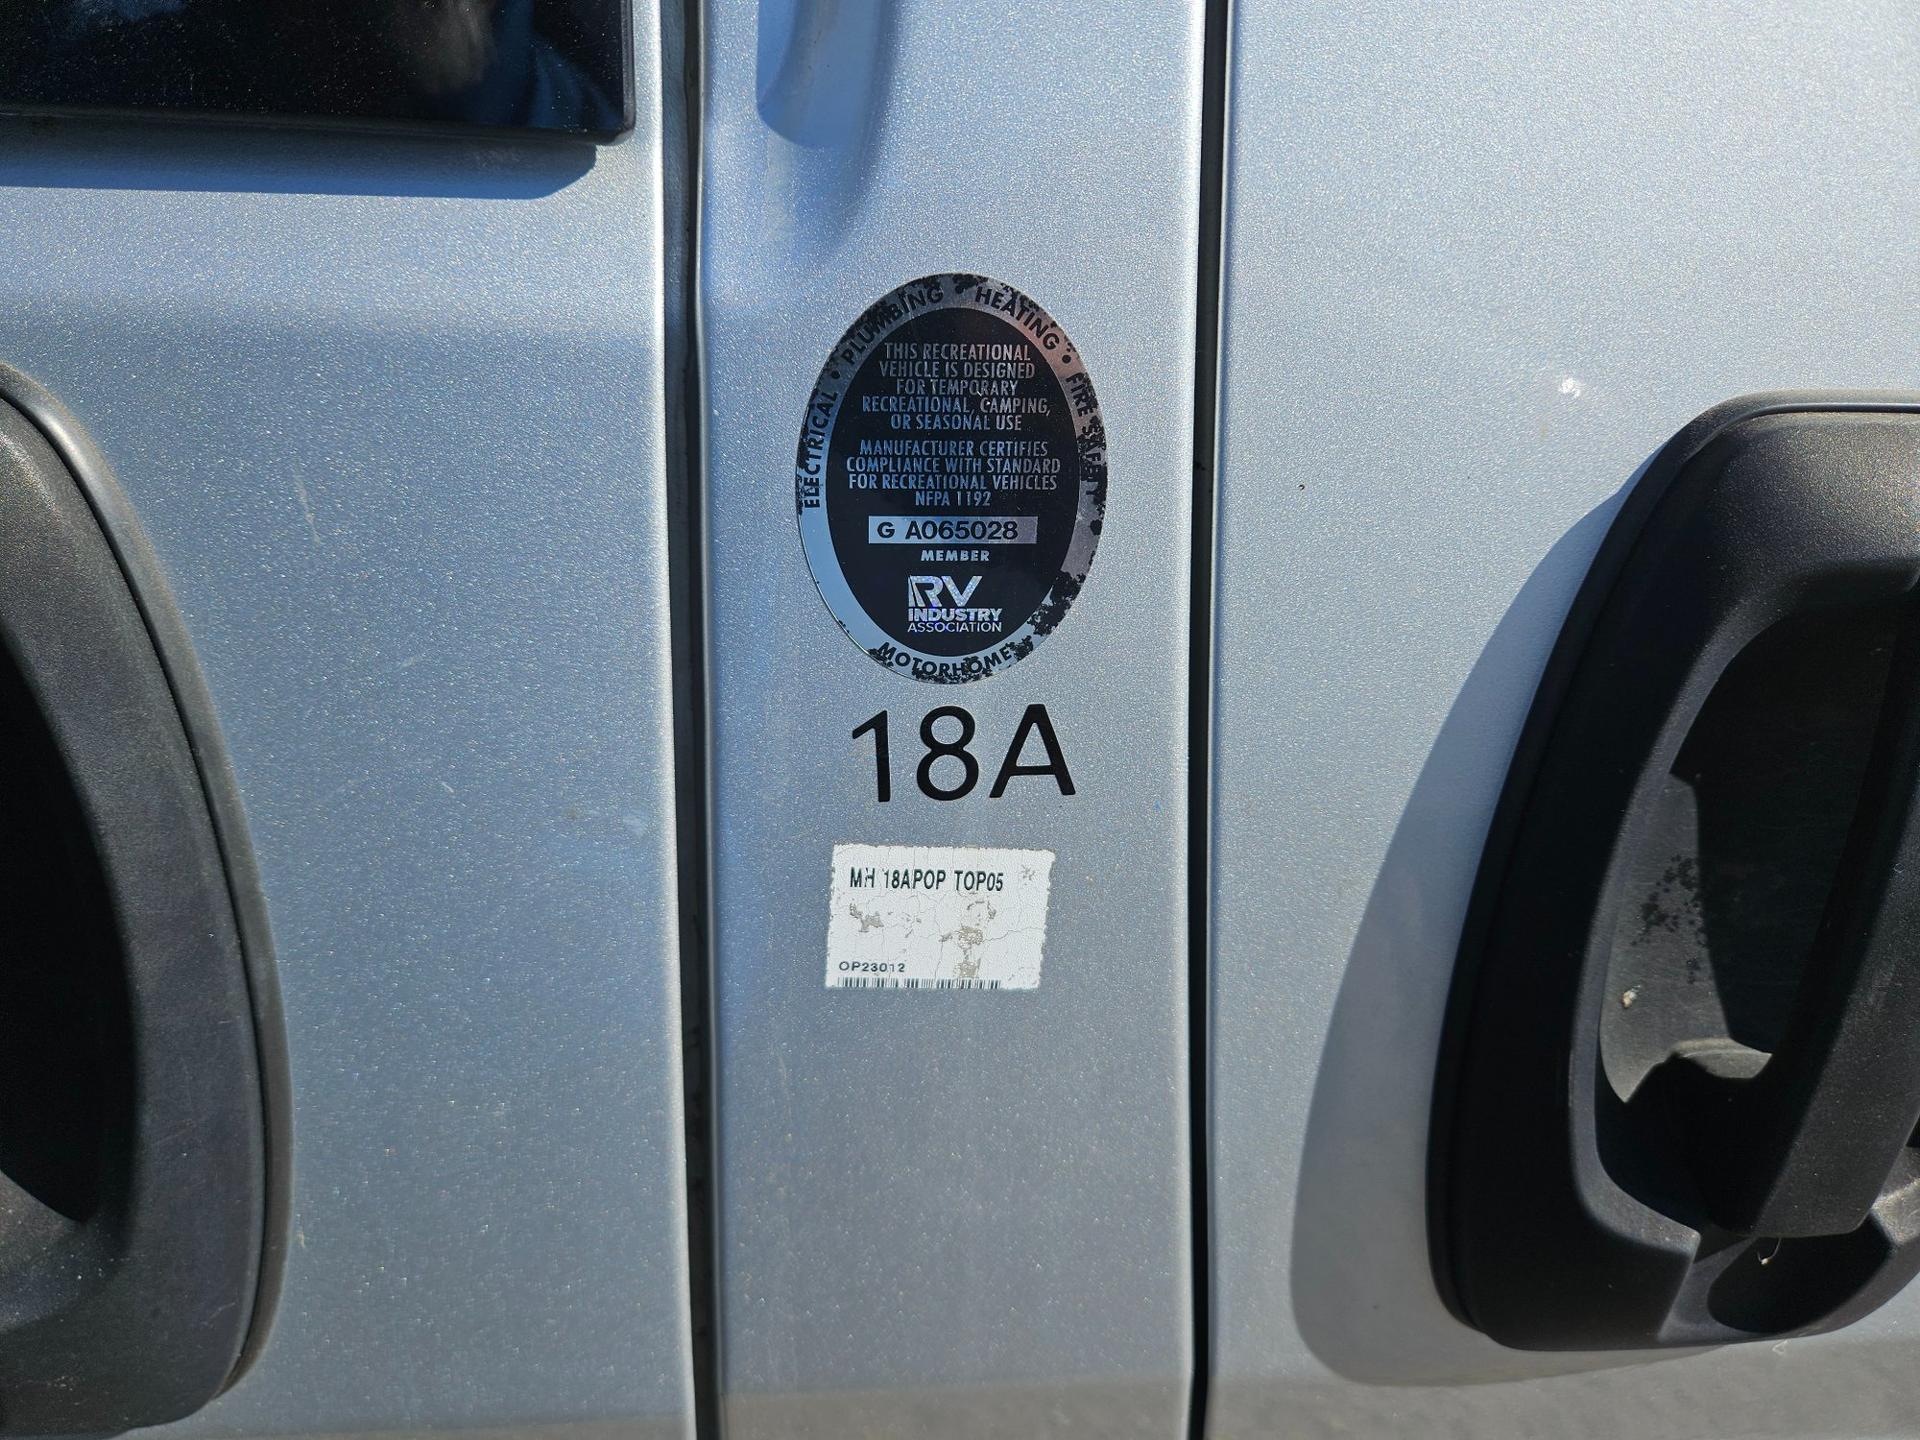 ELECTRICAL • PLUMBING • HEATING • FIRE SAFETY
THIS RECREATIONAL
VEHICLE IS DESIGNED
FOR TEMPORARY
RECREATIONAL, CAMPING,
OR SEASONAL USE
MANUFACTURER CERTIFIES
COMPLIANCE WITH STANDARD
FOR RECREATIONAL VEHICLES
NFPA 1192
G A065028
MEMBER
RV
INDUSTRY
ASSOCIATION
MOTORHOME
18A
MH 18APOP TOP05
OP23012